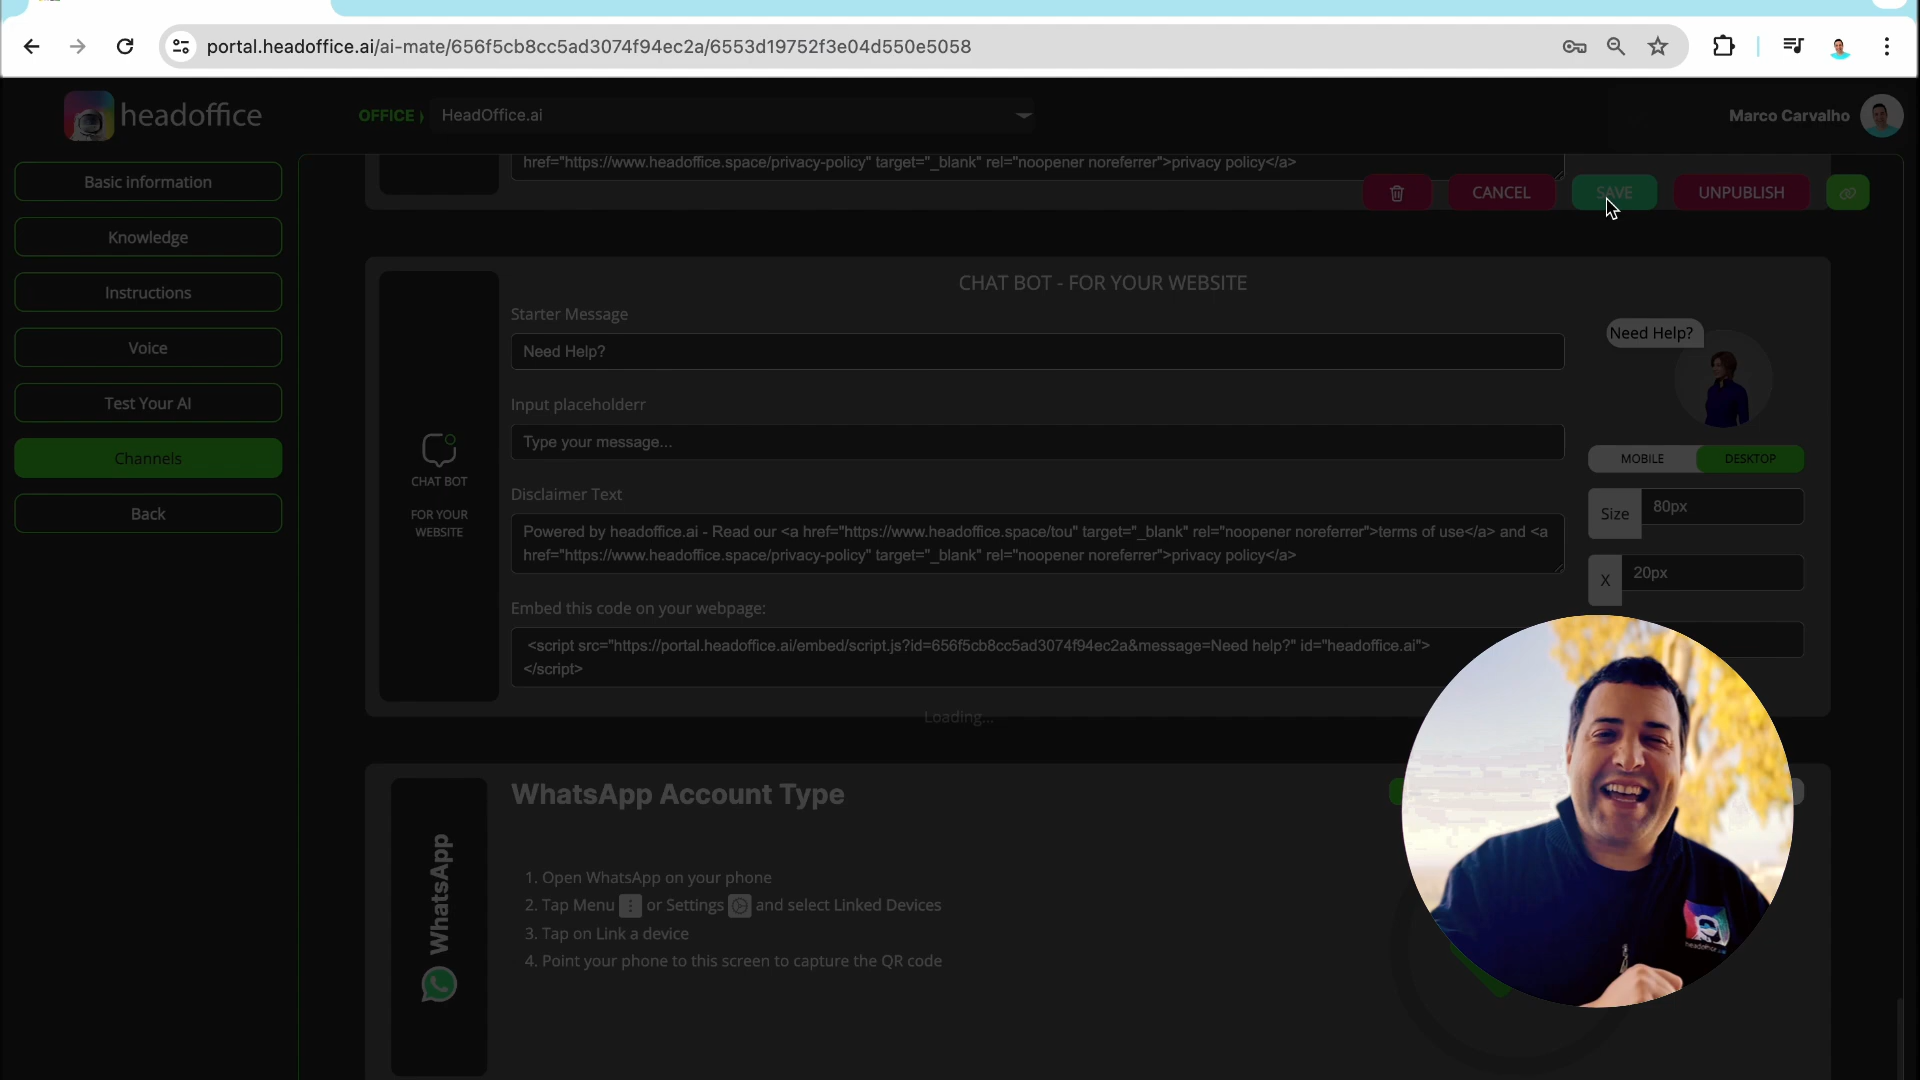 portal.headoffice.ai/ai-mate/656f5cb8cc5ad3074f94ec2a/6553d19752f3e04d550e5058
headoffice
OFFICE
HeadOffice.ai
Marco Carvalho
Basic information
Knowledge
Instructions
Voice
Test Your AI
Channels
Back
href="https://www.headoffice.space/privacy-policy" target="_blank" rel="noopener noreferrer">privacy policy</a>
CANCEL
SAVE
UNPUBLISH
CHAT BOT - FOR YOUR WEBSITE
CHAT BOT
FOR YOUR
WEBSITE
Starter Message
Need Help?
Input placeholderr
Type your message...
Disclaimer Text
Powered by headoffice.ai - Read our <a href="https://www.headoffice.space/tou" target="_blank" rel="noopener noreferrer">terms of use</a> and <a
href="https://www.headoffice.space/privacy-policy" target="_blank" rel="noopener noreferrer">privacy policy</a>
Embed this code on your webpage:
<script src="https://portal.headoffice.ai/embed/script.js?id=656f5cb8cc5ad3074f94ec2a&message=Need help?" id="headoffice.ai">
</script>
Need Help?
MOBILE
DESKTOP
Size
80px
X
20px
Loading...
WhatsApp
WhatsApp Account Type
1. Open WhatsApp on your phone
2. Tap Menu or Settings and select Linked Devices
3. Tap on Link a device
4. Point your phone to this screen to capture the QR code